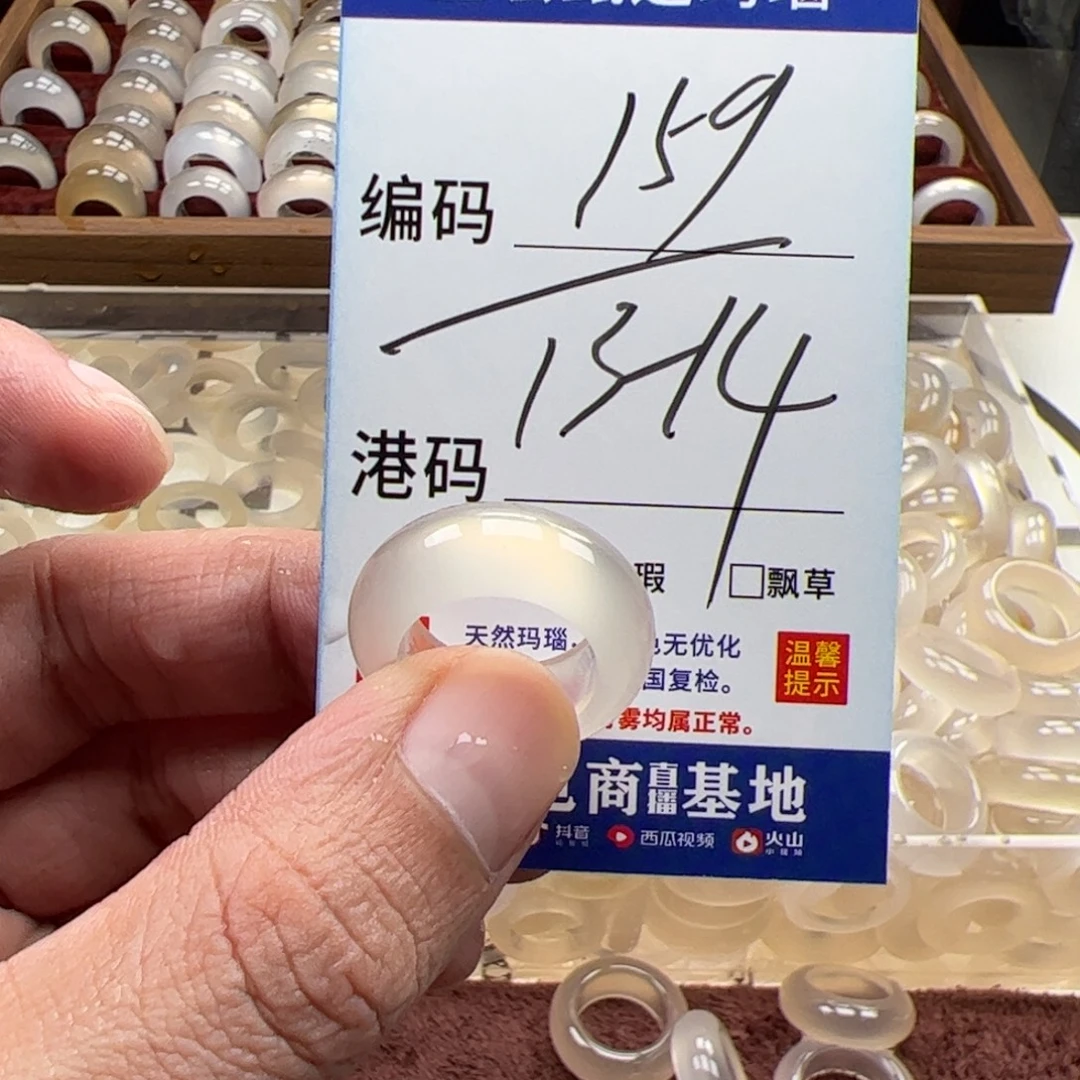 159
编码
13-14
港码
瑕 □飘草
天然玛瑙, 无优化
温馨
提示
国复检。
雾均属正常。
商直播基地
抖音 西瓜视频 火山